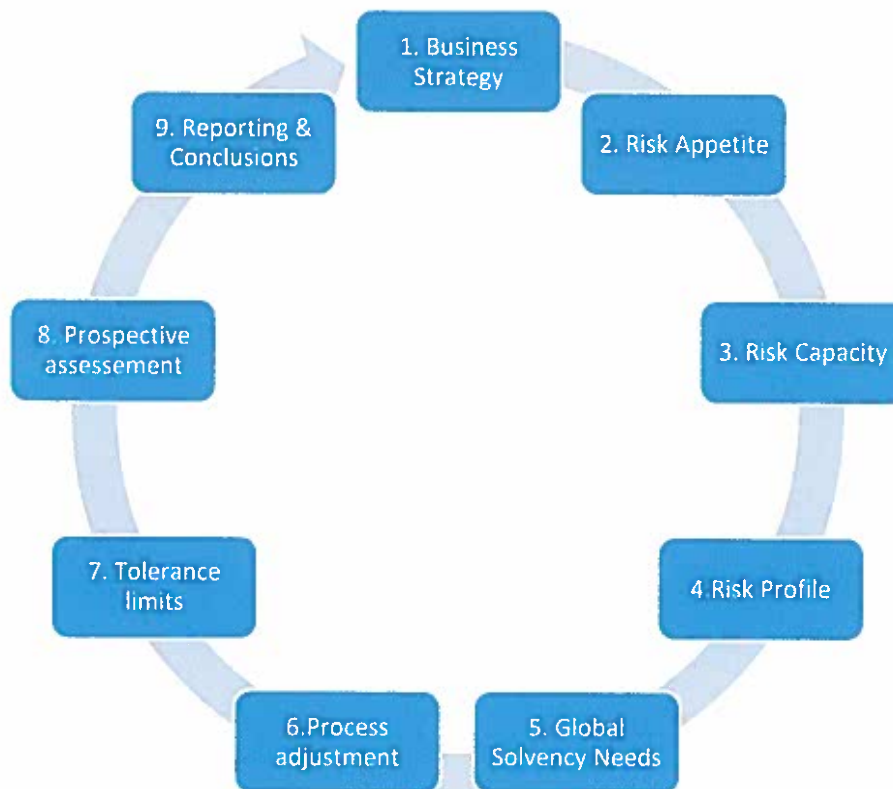 1. Business
Strategy
2. Risk Appetite
3. Risk Capacity
4.Risk Profile
5. Global
Solvency Needs
6.Process
adjustment
7. Tolerance
limits
8. Prospective
assessement
9. Reporting &
Conclusions